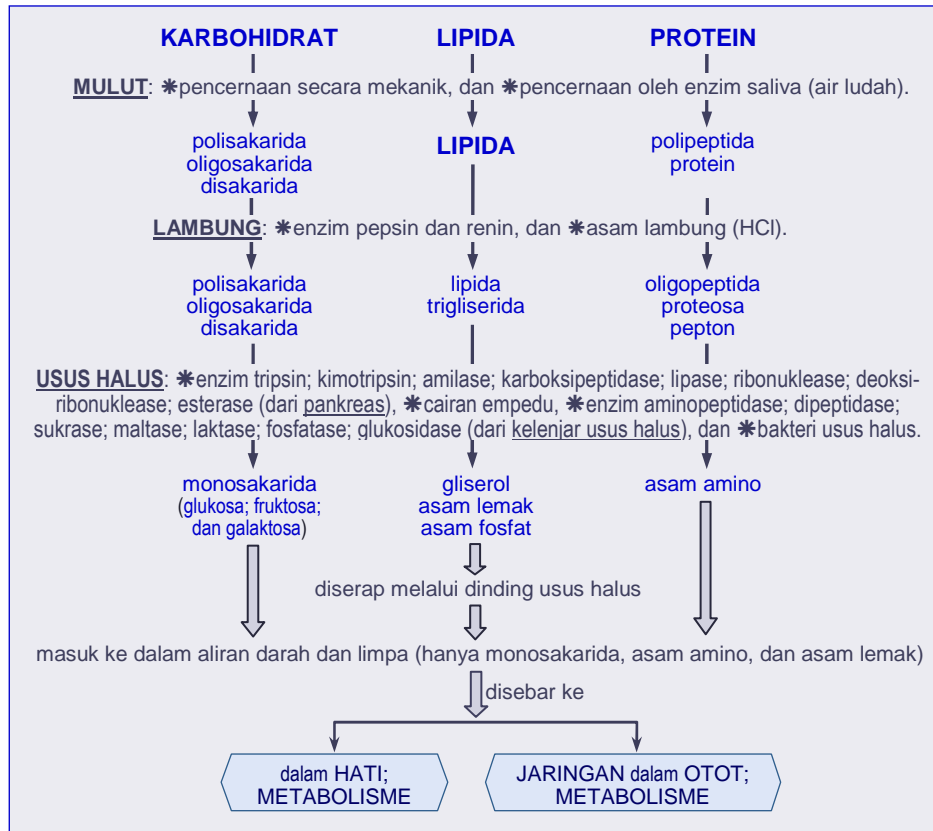 KARBOHIDRAT LIPIDA PROTEIN
MULUT: ✱pencernaan secara mekanik, dan ✱pencernaan oleh enzim saliva (air ludah).
polisakarida
oligosakarida
disakarida
LIPIDA
polipeptida
protein
LAMBUNG: ✱enzim pepsin dan renin, dan ✱asam lambung (HCl).
polisakarida
oligosakarida
disakarida
lipida
trigliserida
oligopeptida
proteosa
pepton
USUS HALUS: ✱enzim tripsin; kimotripsin; amilase; karboksipeptidase; lipase; ribonuklease; deoksi-
ribonuklease; esterase (dari pankreas), ✱cairan empedu, ✱enzim aminopeptidase; dipeptidase;
sukrase; maltase; laktase; fosfatase; glukosidase (dari kelenjar usus halus), dan ✱bakteri usus halus.
monosakarida
(glukosa; fruktosa;
dan galaktosa)
gliserol
asam lemak
asam fosfat
asam amino
diserap melalui dinding usus halus
masuk ke dalam aliran darah dan limpa (hanya monosakarida, asam amino, dan asam lemak)
disebar ke
dalam HATI;
METABOLISME
JARINGAN dalam OTOT;
METABOLISME